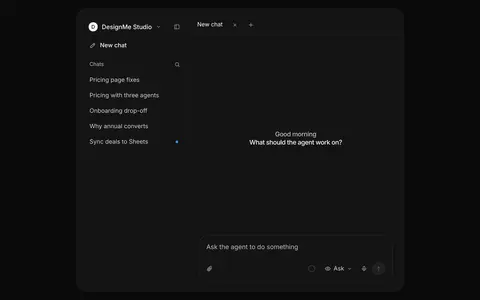 D DesignMe Studio
New chat
Chats
Pricing page fixes
Pricing with three agents
Onboarding drop-off
Why annual converts
Sync deals to Sheets
New chat
Good morning
What should the agent work on?
Ask the agent to do something
Ask